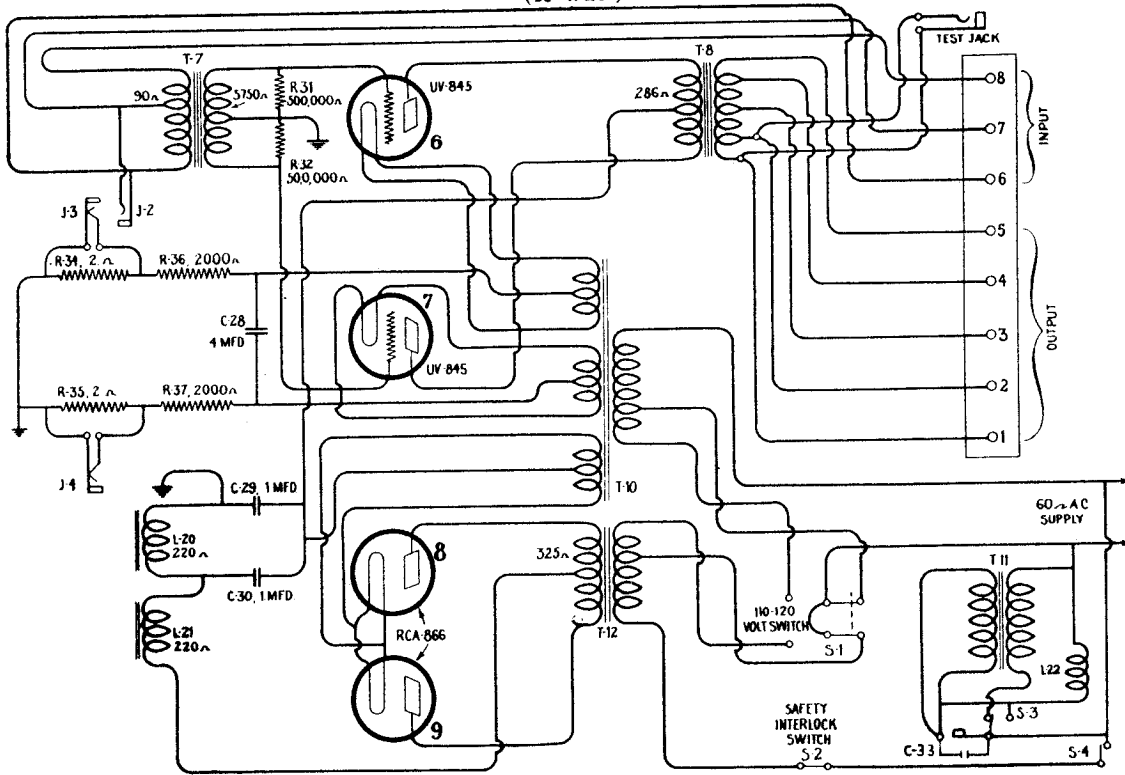 TEST JACK
T-7
90Ω
5750Ω
R-31
500,000Ω
R-32
500,000Ω
UV-845
6
T-8
286Ω
8
7
6
5
4
3
2
1
INPUT
OUTPUT
J-3
J-2
R-34, 2Ω
R-36, 2000Ω
C-28
4 MFD
7
UV-845
R-35, 2Ω
R-37, 2000Ω
J-4
C-29, 1 MFD
L-20
220Ω
C-30, 1 MFD.
L-21
220Ω
8
RCA-866
9
T-10
325Ω
T-12
110-120
VOLT SWITCH
S-1
60~AC
SUPPLY
T-11
L-22
S-3
C-33
S-4
SAFETY
INTERLOCK
SWITCH
S-2